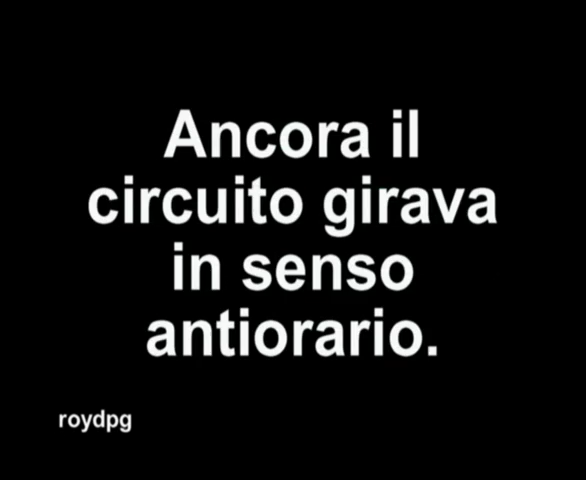 Ancora il
circuito girava
in senso
antiorario.
roydpg